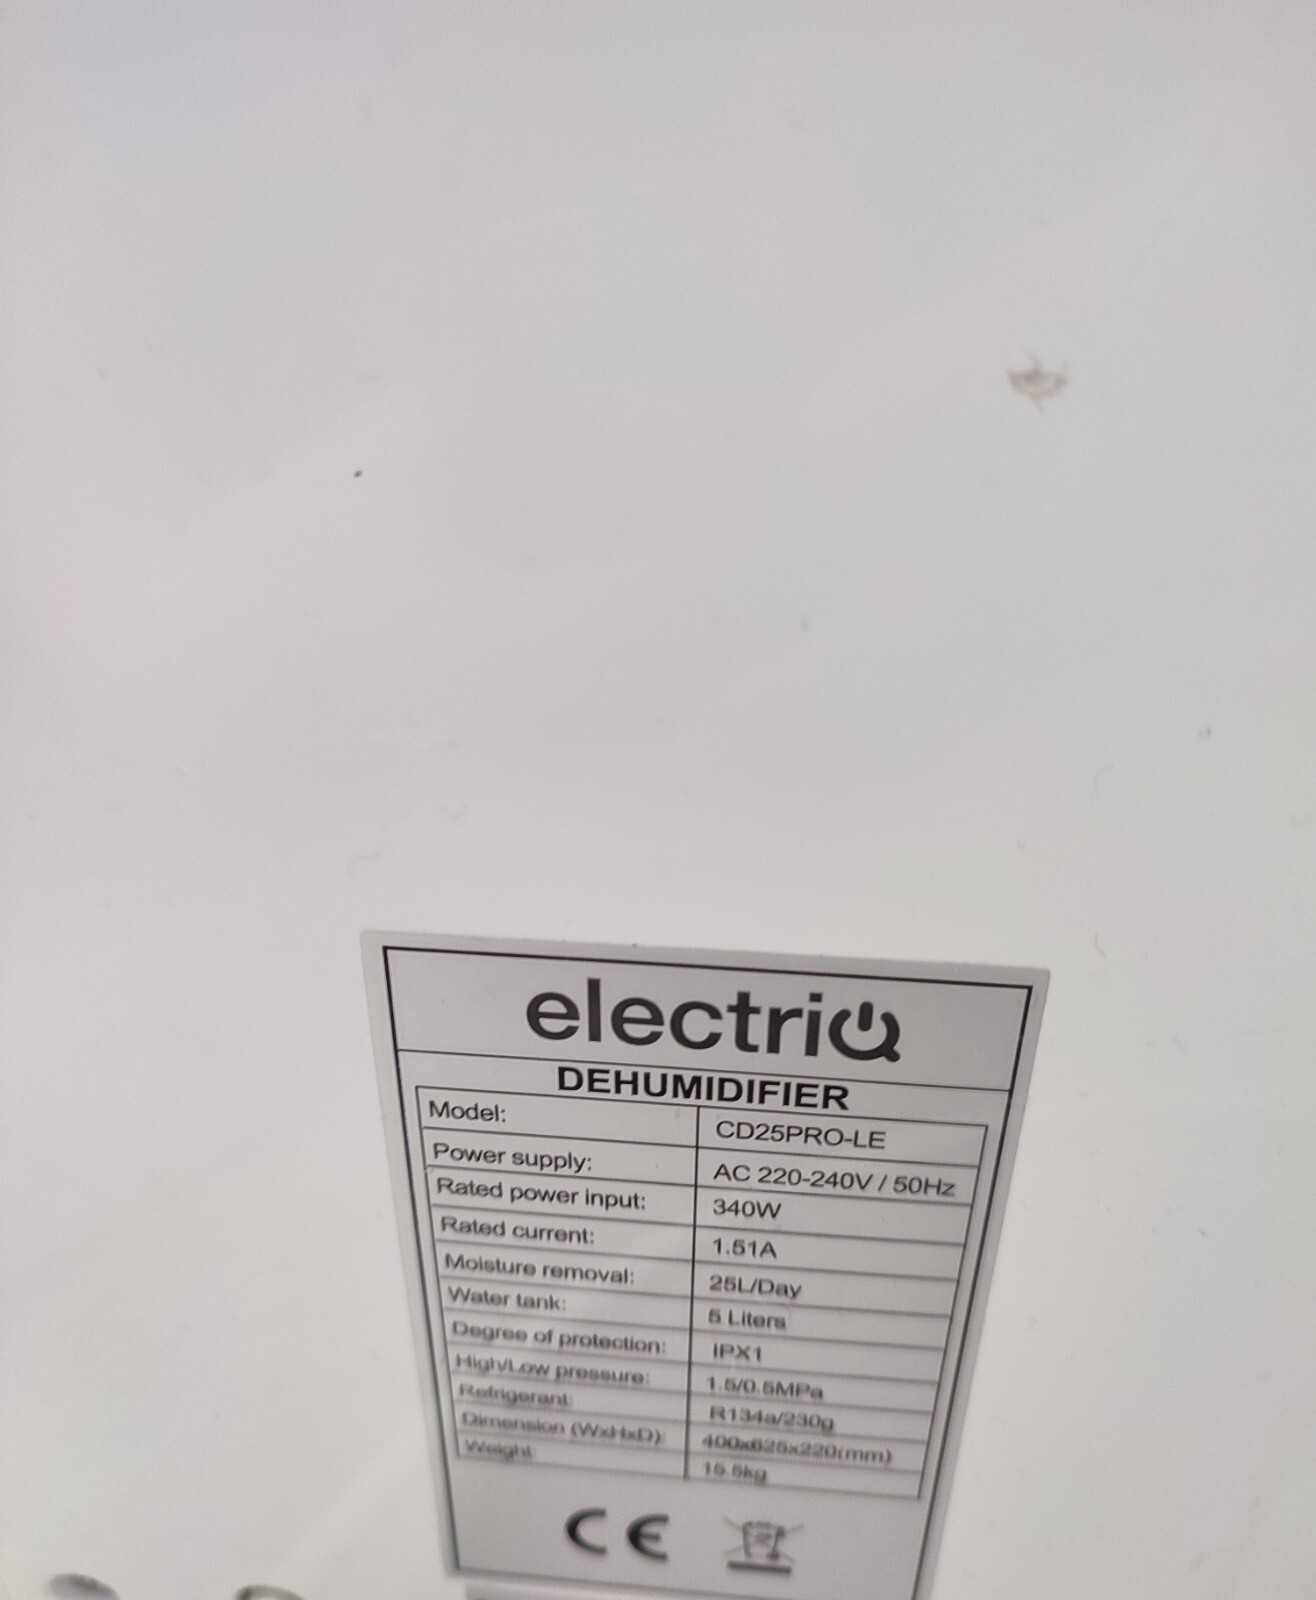 electriQ
DEHUMIDIFIER
Model: CD25PRO-LE
Power supply: AC 220-240V / 50Hz
Rated power input: 340W
Rated current: 1.51A
Moisture removal: 25L/Day
Water tank: 5 Liters
Degree of protection: IPX1
High/Low pressure: 1.5/0.5MPa
Refrigerant: R134a/230g
Dimension (WxHxD): 400x625x220(mm)
Weight: 15.5kg
CE